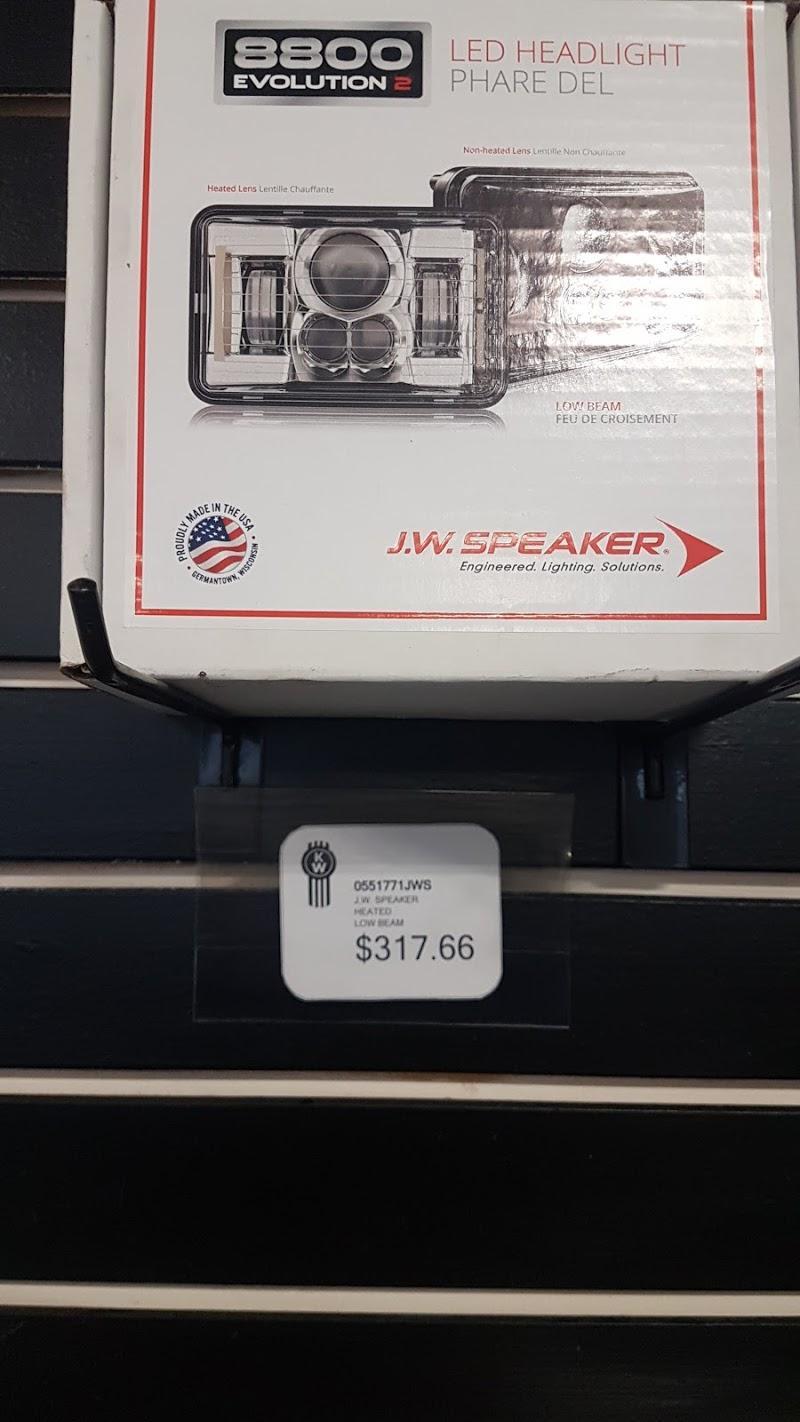 8800
EVOLUTION 2
LED HEADLIGHT
PHARE DEL
Non-heated Lens Lentille Non Chauffante
Heated Lens Lentille Chauffante
LOW BEAM
FEU DE CROISEMENT
PROUDLY MADE IN THE USA
• GERMANTOWN, WISCONSIN •
J.W. SPEAKER®
Engineered. Lighting. Solutions.
KW
0551771JWS
J.W. SPEAKER
HEATED
LOW BEAM
$317.66